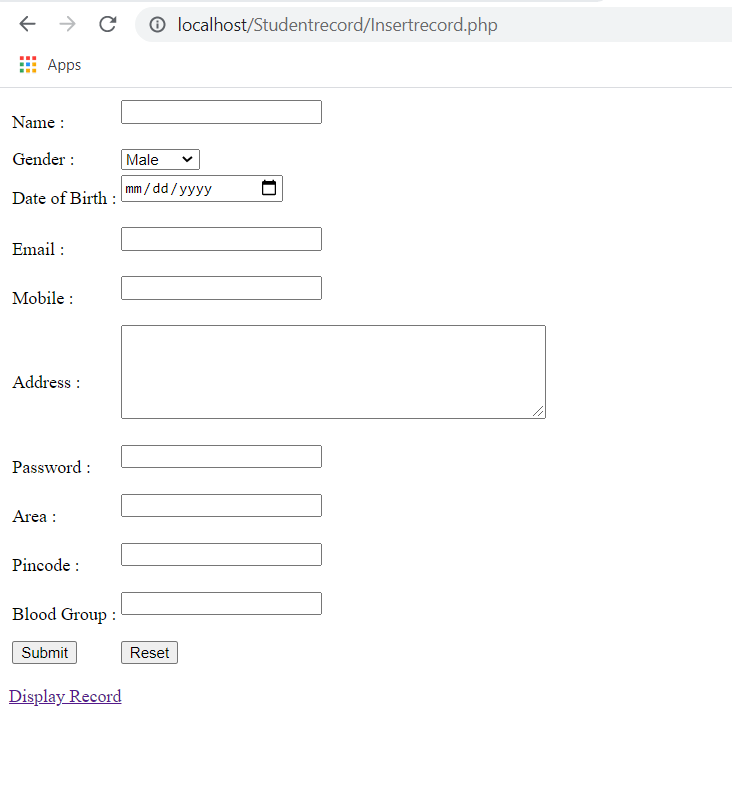 localhost/Studentrecord/Insertrecord.php
Apps
Name :
Gender : Male
Date of Birth : mm/dd/yyyy
Email :
Mobile :
Address :
Password :
Area :
Pincode :
Blood Group :
Submit Reset
Display Record